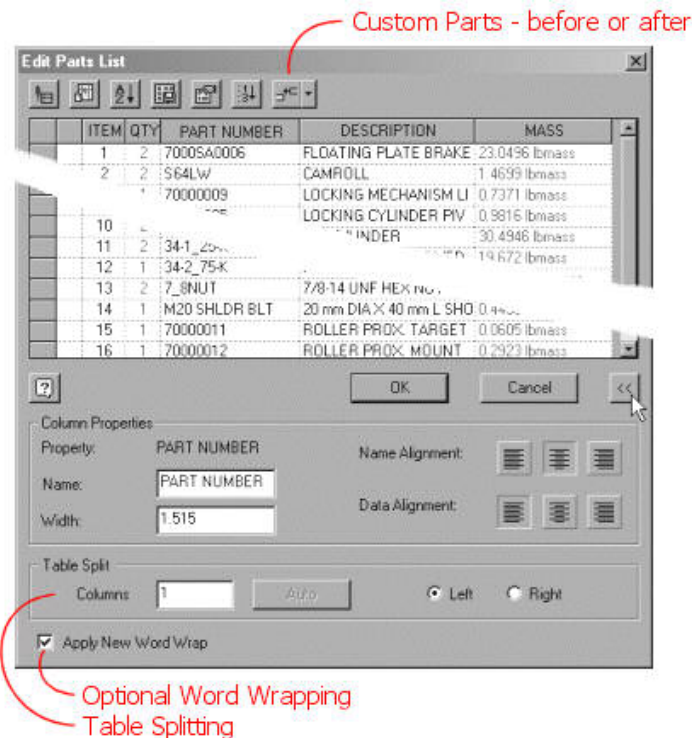 Custom Parts - before or after
Edit Parts List
ITEM QTY PART NUMBER DESCRIPTION MASS
1 2 7000SA0006 FLOATING PLATE BRAKE 23.0496 lbmass
2 2 S64LW CAMROLL 1.4699 lbmass
70000009 LOCKING MECHANISM LI 0.7371 lbmass
LOCKING CYLINDER PIV 0.9816 lbmass
10 30.4946 lbmass
11 2 19.672 lbmass
12 1 34-2_75-K
13 2 7_8NUT 7/8-14 UNF HEX
14 1 M20 SHLDR BLT 20 mm DIA X 40 mm L SHO
15 1 70000011 ROLLER PROX. TARGET 0.0605 lbmass
16 1 70000012 ROLLER PROX. MOUNT 0.2923 lbmass
OK Cancel <<
Column Properties
Property: PART NUMBER Name Alignment:
Name: PART NUMBER
Width: 1.515 Data Alignment:
Table Split
Columns 1 Auto Left Right
Apply New Word Wrap
Optional Word Wrapping
Table Splitting